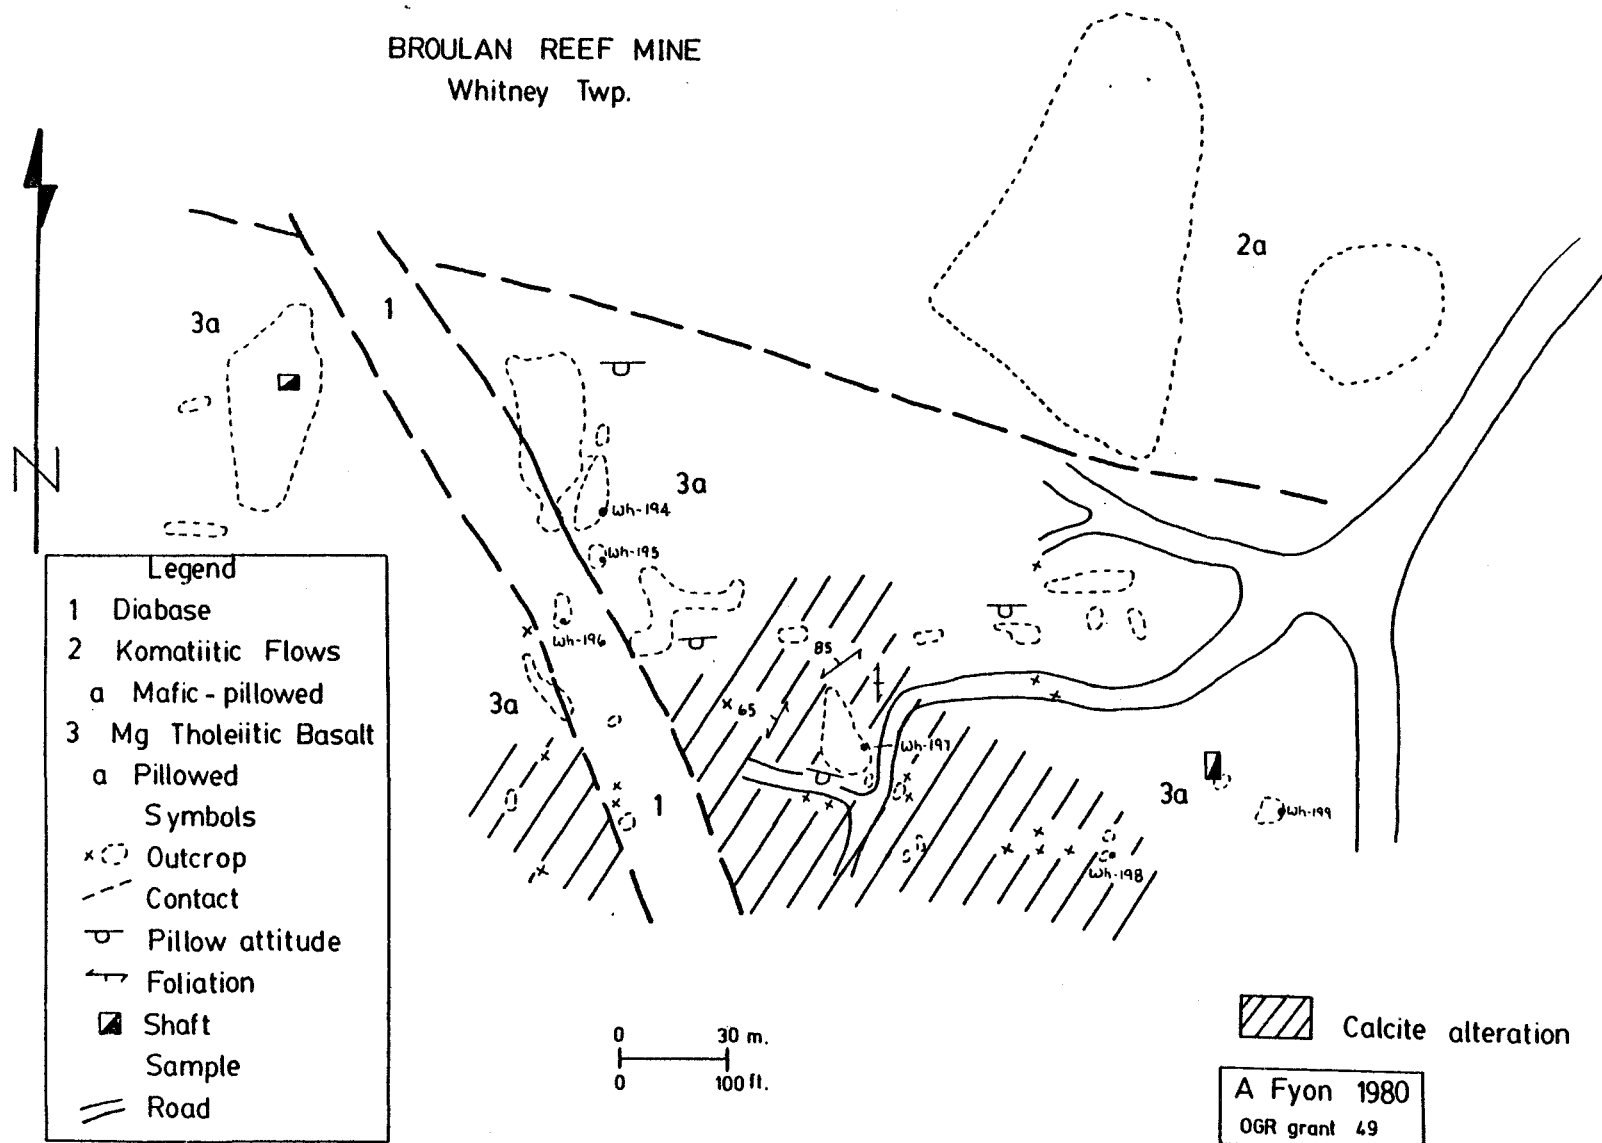 BROULAN REEF MINE
Whitney Twp.
2a
1
3a
N
3a
Wh-194
Wh-195
Wh-196
85
3a
65
Wh-197
1
3a
Wh-199
Wh-198
Legend
1 Diabase
2 Komatiitic Flows
a Mafic-pillowed
3 Mg Tholeiitic Basalt
a Pillowed
Symbols
x Outcrop
Contact
Pillow attitude
Foliation
Shaft
Sample
Road
0 30 m.
0 100 ft.
Calcite alteration
A Fyon 1980
OGR grant 49